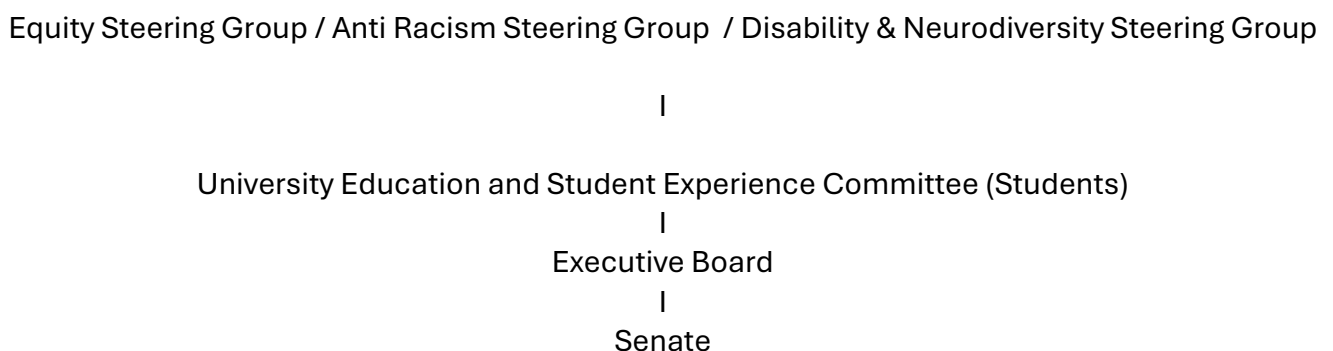 Equity Steering Group / Anti Racism Steering Group / Disability & Neurodiversity Steering Group
I
University Education and Student Experience Committee (Students)
I
Executive Board
I
Senate